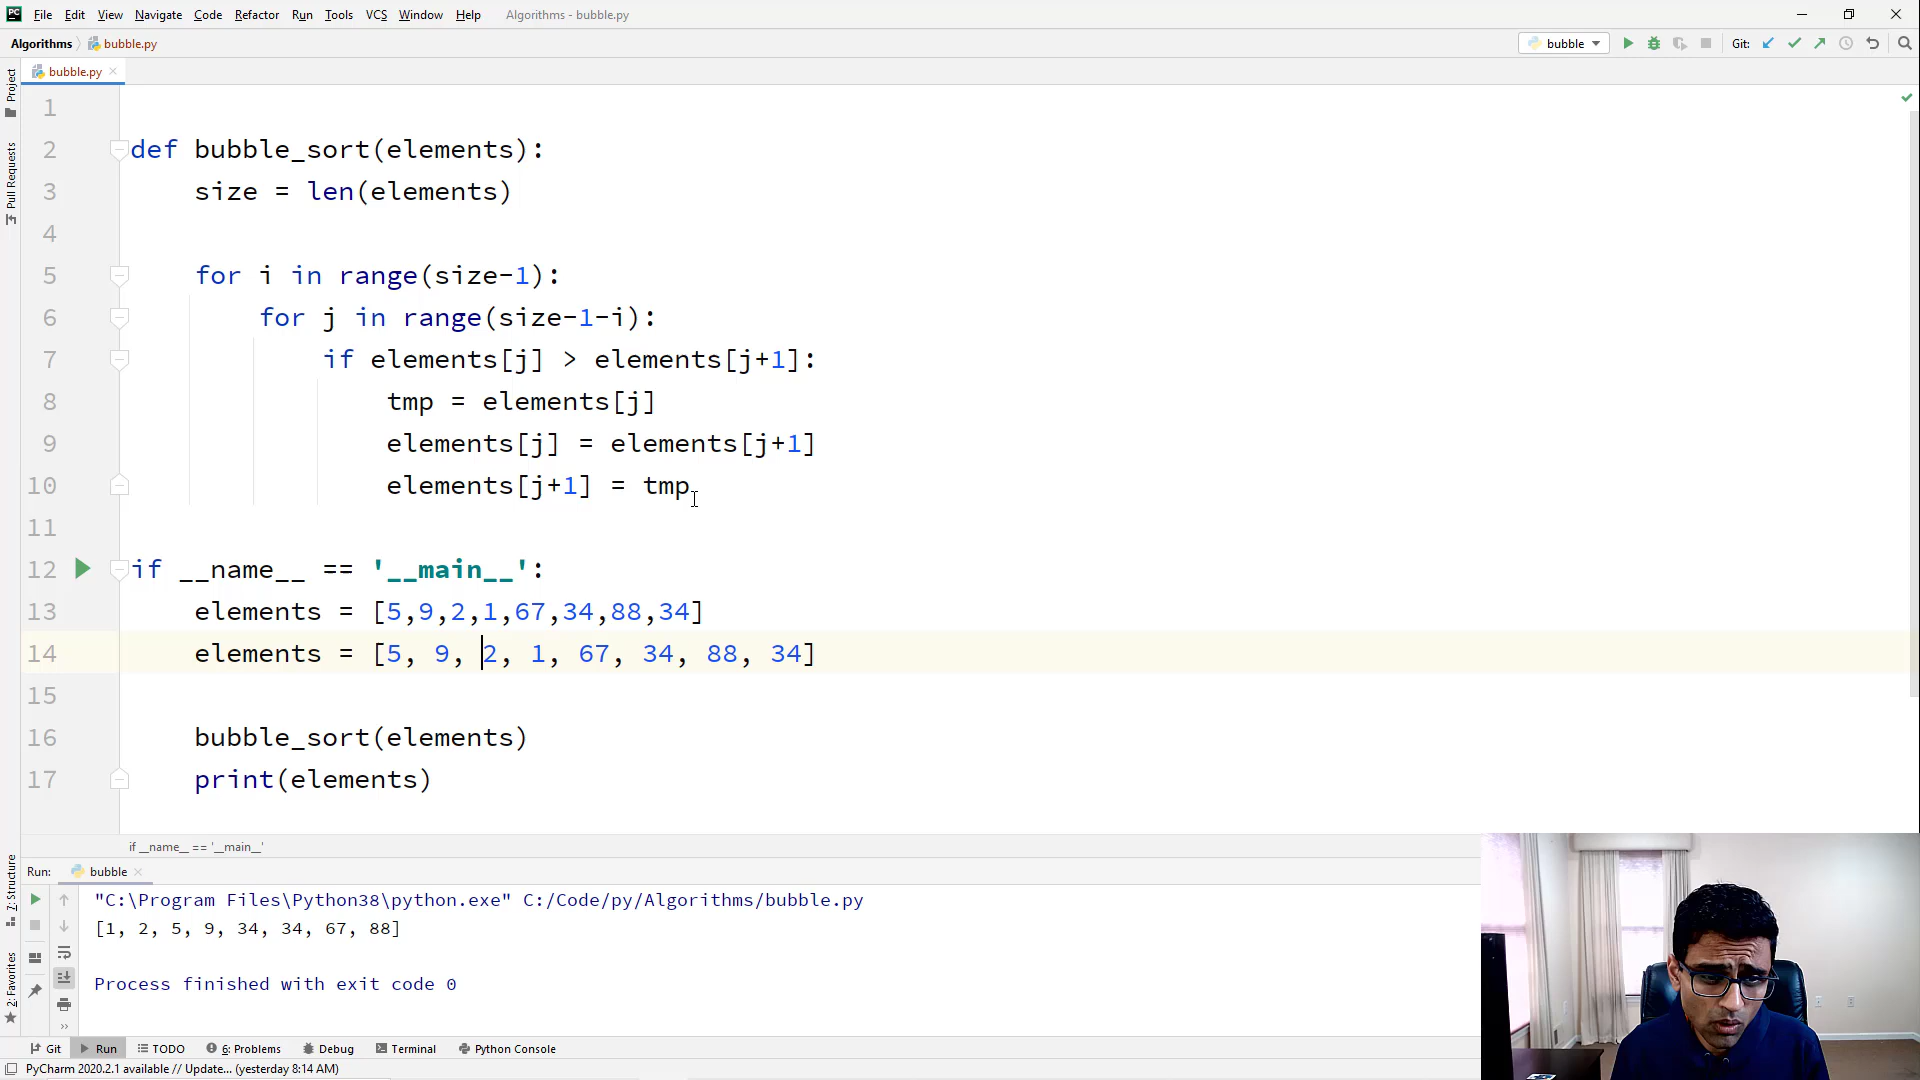 PC File Edit View Navigate Code Refactor Run Tools VCS Window Help Algorithms - bubble.py
Algorithms bubble.py bubble Git:
bubble.py
Project
Pull Requests
1
2 def bubble_sort(elements):
3 size = len(elements)
4
5 for i in range(size-1):
6 for j in range(size-1-i):
7 if elements[j] > elements[j+1]:
8 tmp = elements[j]
9 elements[j] = elements[j+1]
10 elements[j+1] = tmp
11
12 if __name__ == '__main__':
13 elements = [5,9,2,1,67,34,88,34]
14 elements = [5, 9, 2, 1, 67, 34, 88, 34]
15
16 bubble_sort(elements)
17 print(elements)
if __name__ == '__main__'
Z: Structure
2: Favorites
Run: bubble
"C:\Program Files\Python38\python.exe" C:/Code/py/Algorithms/bubble.py
[1, 2, 5, 9, 34, 34, 67, 88]
Process finished with exit code 0
Git Run TODO 6: Problems Debug Terminal Python Console
PyCharm 2020.2.1 available // Update... (yesterday 8:14 AM)